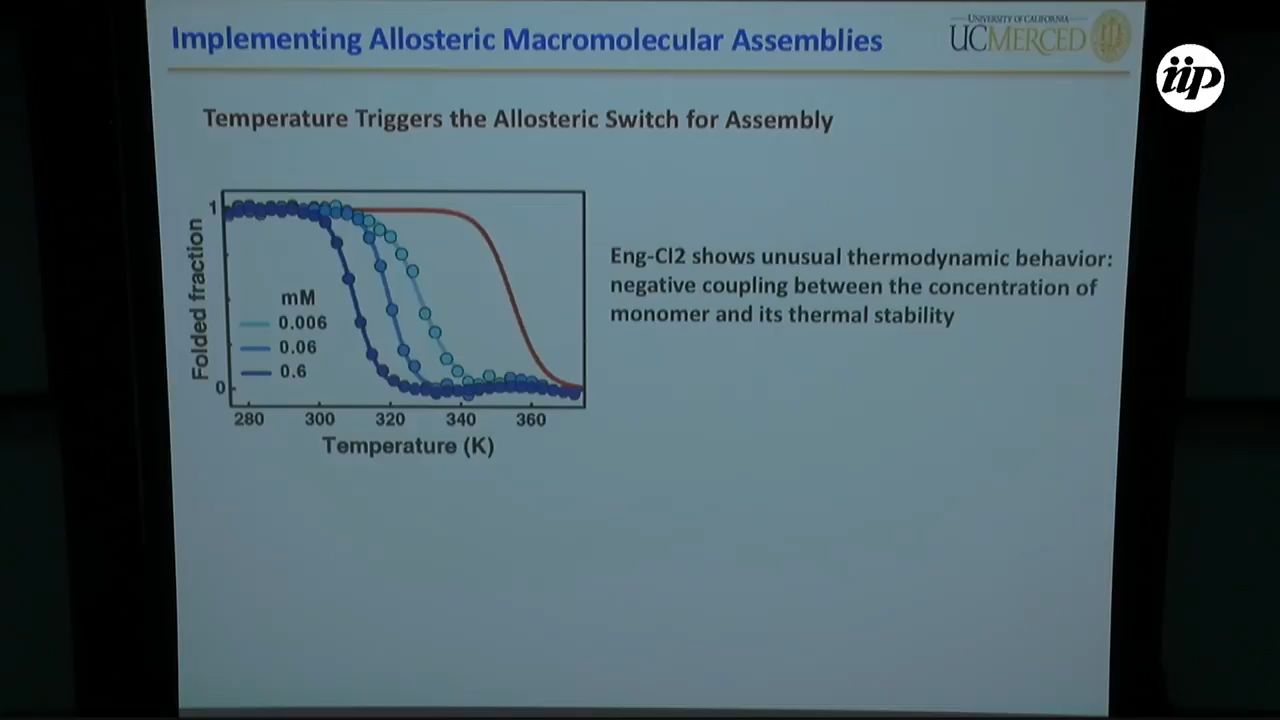 Implementing Allosteric Macromolecular Assemblies
UNIVERSITY OF CALIFORNIA
UCMERCED
iip
Temperature Triggers the Allosteric Switch for Assembly
Folded fraction
1
0
mM
0.006
0.06
0.6
280 300 320 340 360
Temperature (K)
Eng-CI2 shows unusual thermodynamic behavior:
negative coupling between the concentration of
monomer and its thermal stability